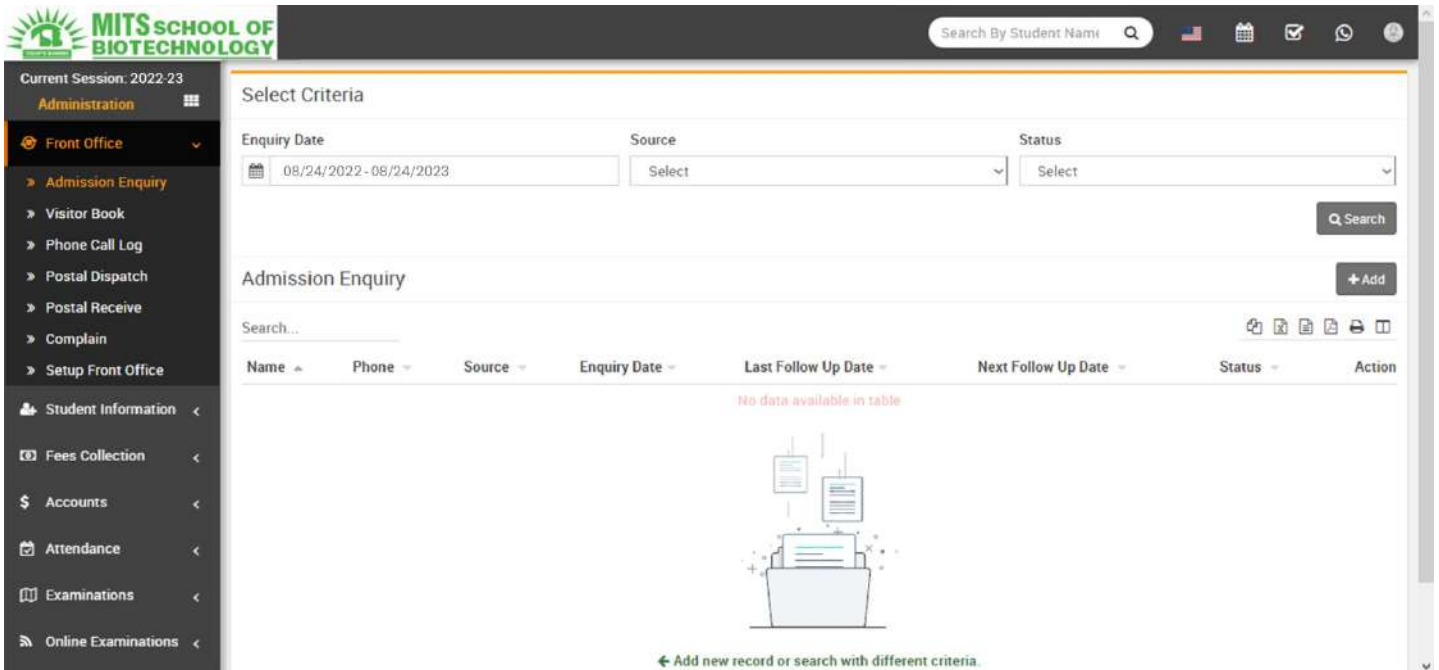 MITS SCHOOL OF
BIOTECHNOLOGY
Search By Student Name
Current Session: 2022-23
Administration
Front Office
Admission Enquiry
Visitor Book
Phone Call Log
Postal Dispatch
Postal Receive
Complain
Setup Front Office
Student Information
Fees Collection
Accounts
Attendance
Examinations
Online Examinations
Select Criteria
Enquiry Date Source Status
08/24/2022 - 08/24/2023 Select Select
Search
Admission Enquiry
+ Add
Search...
Name Phone Source Enquiry Date Last Follow Up Date Next Follow Up Date Status Action
No data available in table
Add new record or search with different criteria.